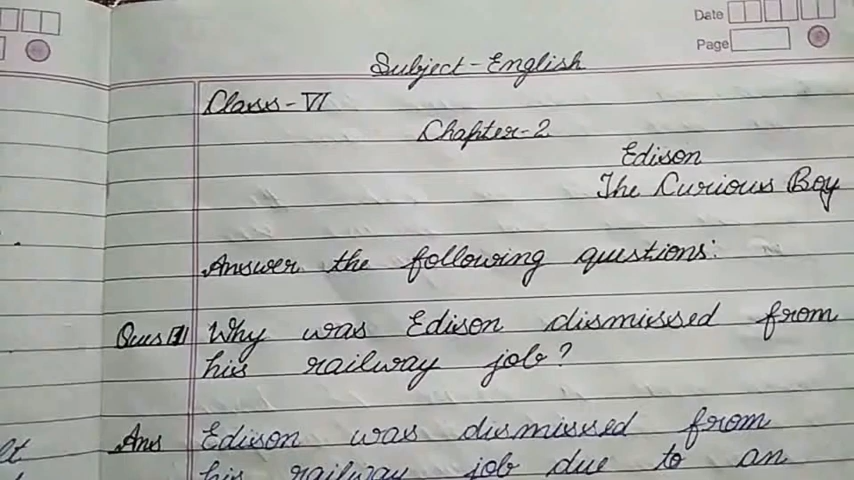 Date
Page
Subject-English
Class-VI
Chapter-2
Edison
The Curious Boy
Answer the following questions:
Ques 1 Why was Edison dismissed from
his railway job?
Ans Edison was dismissed from
his railway job due to an